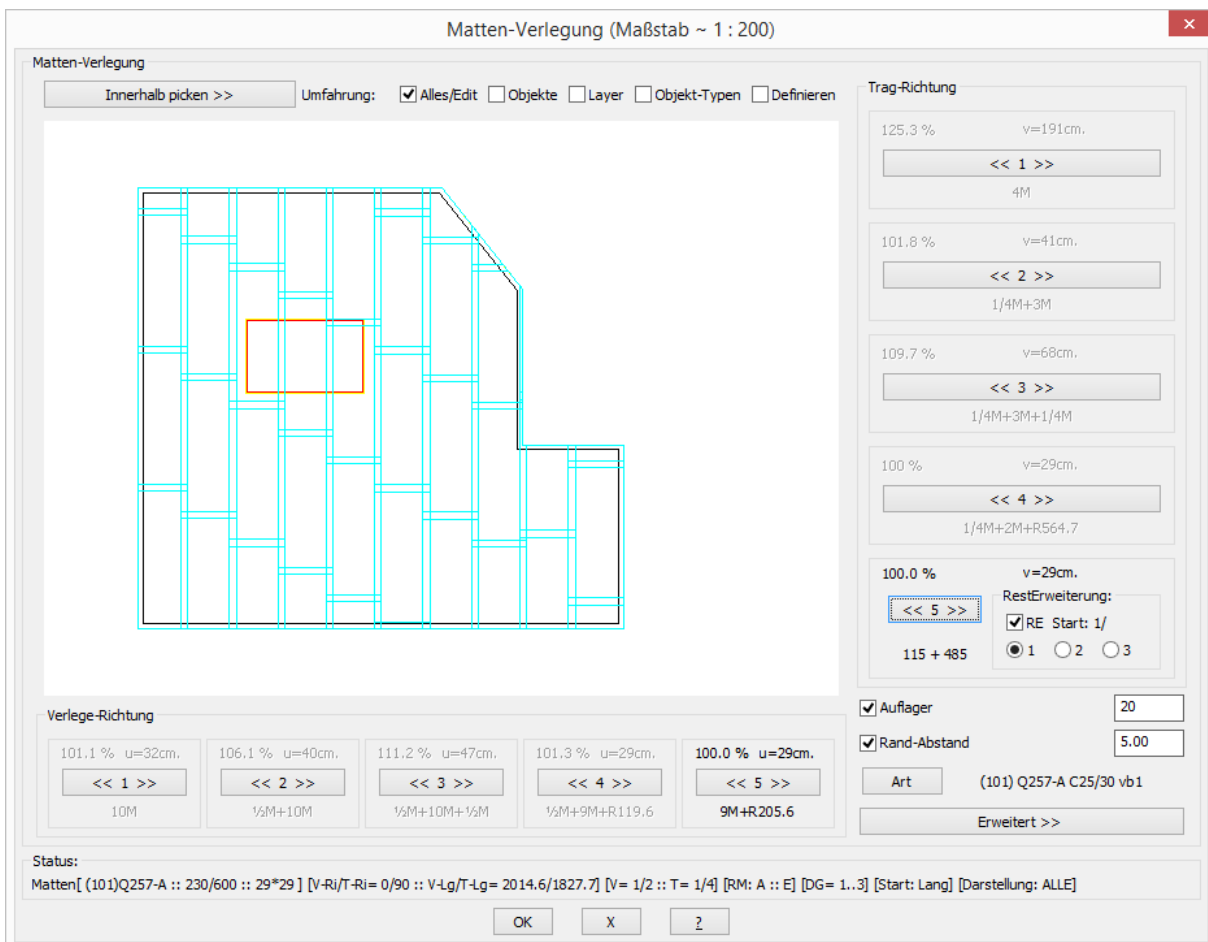 Matten-Verlegung (Maßstab ~ 1 : 200)
Matten-Verlegung
Innerhalb picken >>
Umfahrung:
Alles/Edit
Objekte
Layer
Objekt-Typen
Definieren
Trag-Richtung
125.3 % v=191cm.
<< 1 >>
4M
101.8 % v=41cm.
<< 2 >>
1/4M+3M
109.7 % v=68cm.
<< 3 >>
1/4M+3M+1/4M
100 % v=29cm.
<< 4 >>
1/4M+2M+R564.7
100.0 % v=29cm.
<< 5 >>
RestErweiterung:
RE Start: 1/
1 2 3
115 + 485
Verlege-Richtung
101.1 % u=32cm.
<< 1 >>
10M
106.1 % u=40cm.
<< 2 >>
½M+10M
111.2 % u=47cm.
<< 3 >>
½M+10M+½M
101.3 % u=29cm.
<< 4 >>
½M+9M+R119.6
100.0 % u=29cm.
<< 5 >>
9M+R205.6
Auflager 20
Rand-Abstand 5.00
Art (101) Q257-A C25/30 vb1
Erweitert >>
Status:
Matten[ (101)Q257-A :: 230/600 :: 29*29 ] [V-Ri/T-Ri= 0/90 :: V-Lg/T-Lg= 2014.6/1827.7] [V= 1/2 :: T= 1/4] [RM: A :: E] [DG= 1..3] [Start: Lang] [Darstellung: ALLE]
OK X ?